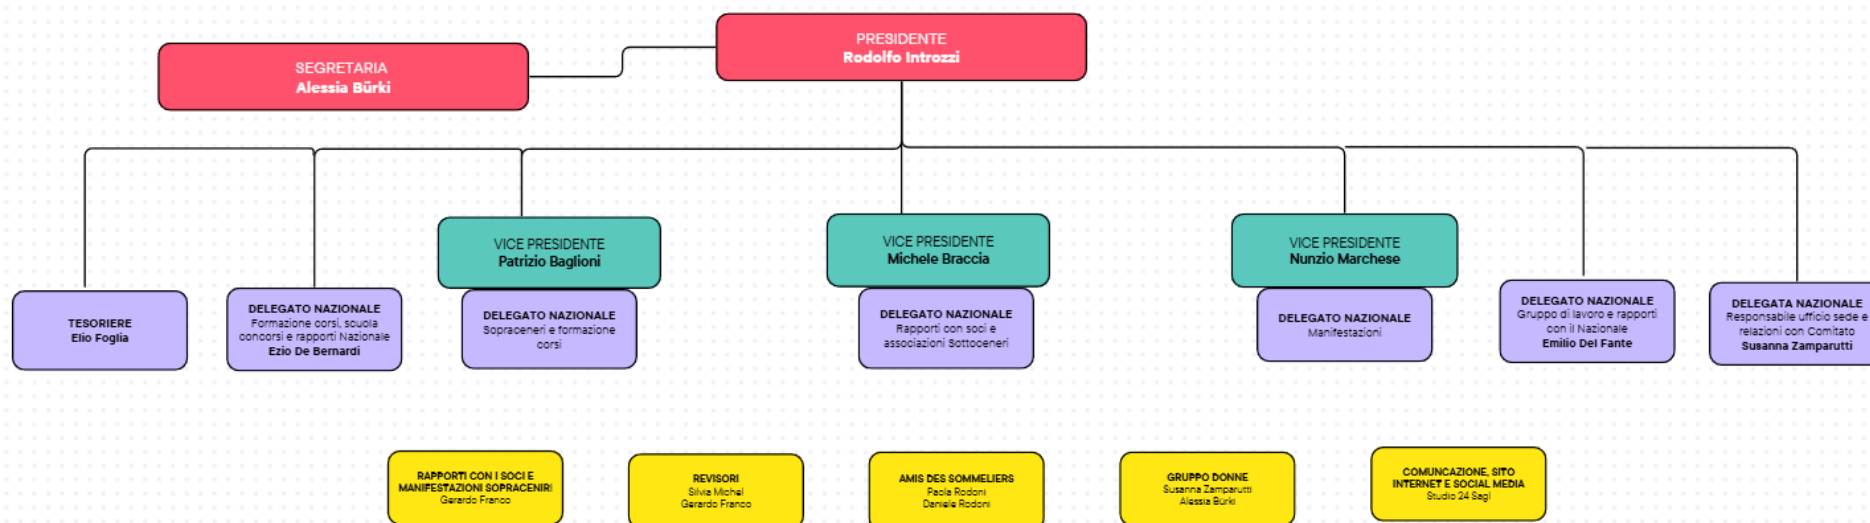 PRESIDENTE
Rodolfo Introzzi
SEGRETARIA
Alessia Bürki
VICE PRESIDENTE
Patrizio Baglioni
VICE PRESIDENTE
Michele Braccia
VICE PRESIDENTE
Nunzio Marchese
TESORIERE
Elio Foglia
DELEGATO NAZIONALE
Formazione corsi, scuola
concorsi e rapporti Nazionale
Ezio De Bernardi
DELEGATO NAZIONALE
Sopraceneri e formazione
corsi
DELEGATO NAZIONALE
Rapporti con soci e
associazioni Sottoceneri
DELEGATO NAZIONALE
Manifestazioni
DELEGATO NAZIONALE
Gruppo di lavoro e rapporti
con il Nazionale
Emilio Del Fante
DELEGATA NAZIONALE
Responsabile ufficio sede e
relazioni con Comitato
Susanna Zamparutti
RAPPORTI CON I SOCI E
MANIFESTAZIONI SOPRACENIRI
Gerardo Franco
REVISORI
Silvia Michel
Gerardo Franco
AMIS DES SOMMELIERS
Paola Rodoni
Daniele Rodoni
GRUPPO DONNE
Susanna Zamparutti
Alessia Bürki
COMUNCAZIONE, SITO
INTERNET E SOCIAL MEDIA
Studio 24 Sagl